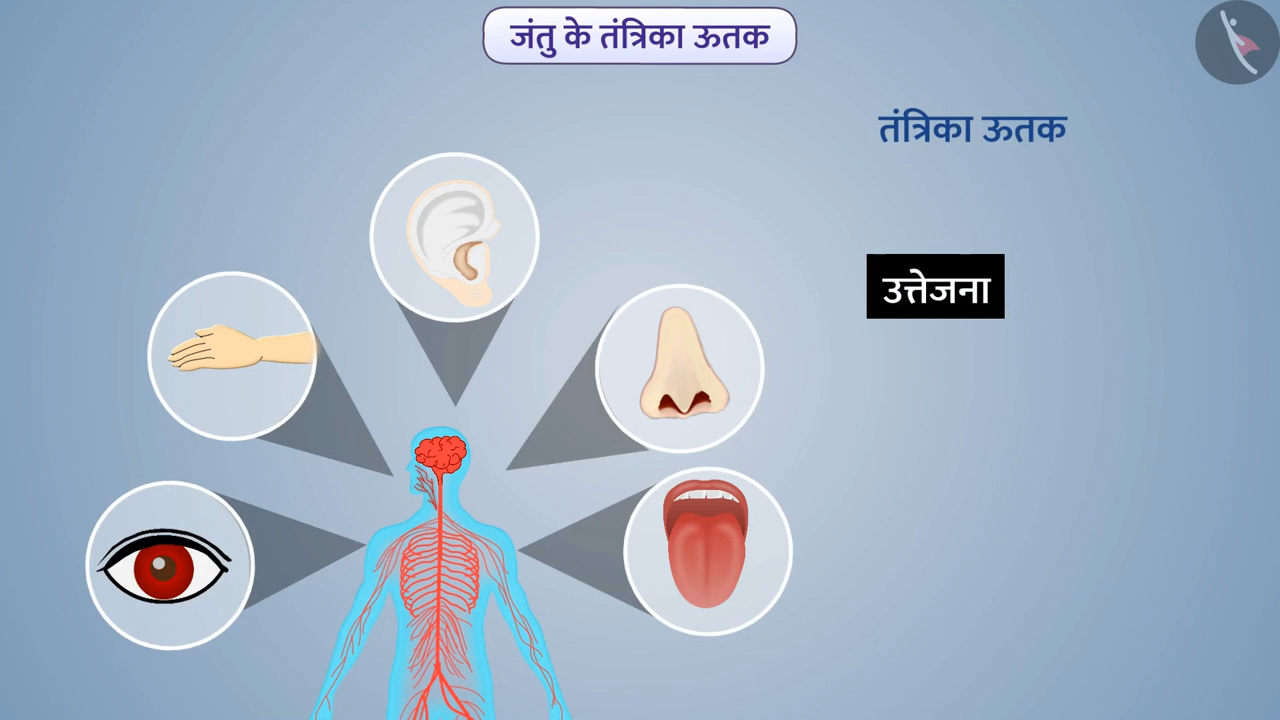 जंतु के तंत्रिका ऊतक
तंत्रिका ऊतक
उत्तेजना